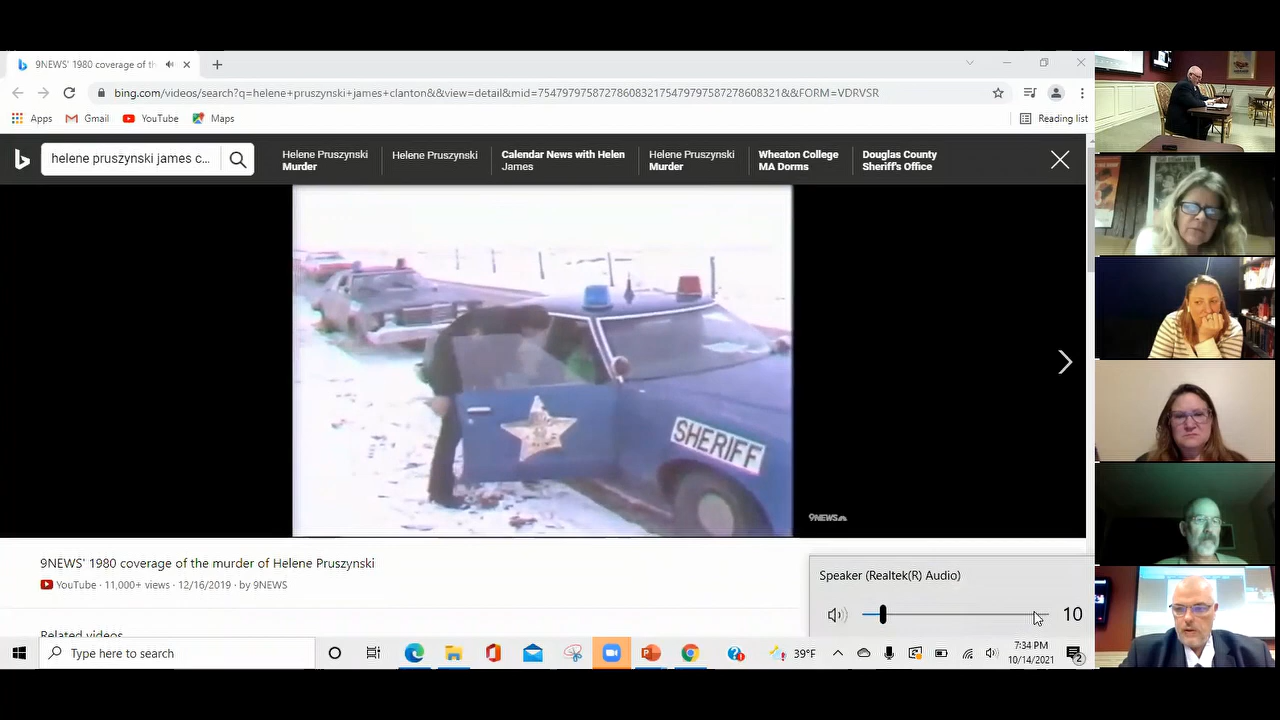 9NEWS' 1980 coverage of th
bing.com/videos/search?q=helene+pruszynski+james+clanton&&view=detail&mid=754797975872786083217547979758727860832 1&&FORM=VDRVSR
Apps
Gmail
YouTube
Maps
Reading list
helene pruszynski james c...
Helene Pruszynski
Murder
Helene Pruszynski
Calendar News with Helen
James
Helene Pruszynski
Murder
Wheaton College
MA Dorms
Douglas County
Sheriff's Office
SHERIFF
9NEWS
9NEWS' 1980 coverage of the murder of Helene Pruszynski
YouTube · 11,000+ views · 12/16/2019 · by 9NEWS
Related videos
Speaker (Realtek(R) Audio)
10
Type here to search
39°F
7:34 PM
10/14/2021
2